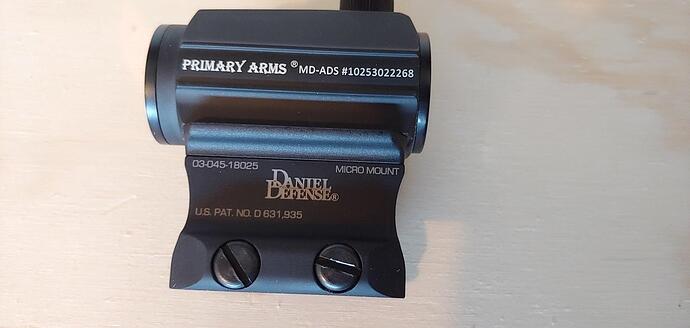 PRIMARY ARMS ® MD-ADS #10253022268
03-045-18025 MICRO MOUNT
DANIEL
DEFENSE®
U.S. PAT. NO. D 631,935